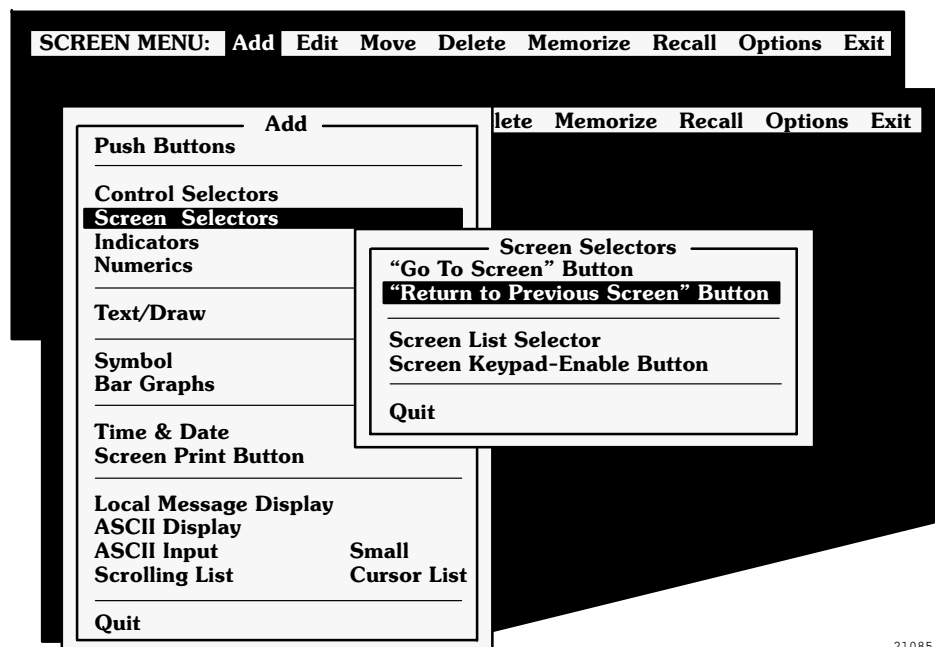 SCREEN MENU: Add Edit Move Delete Memorize Recall Options Exit
lete Memorize Recall Options Exit
Add
Push Buttons
Control Selectors
Screen Selectors
Indicators
Numerics
Text/Draw
Symbol
Bar Graphs
Time & Date
Screen Print Button
Local Message Display
ASCII Display
ASCII Input Small
Scrolling List Cursor List
Quit
Screen Selectors
“Go To Screen” Button
“Return to Previous Screen” Button
Screen List Selector
Screen Keypad-Enable Button
Quit
21085